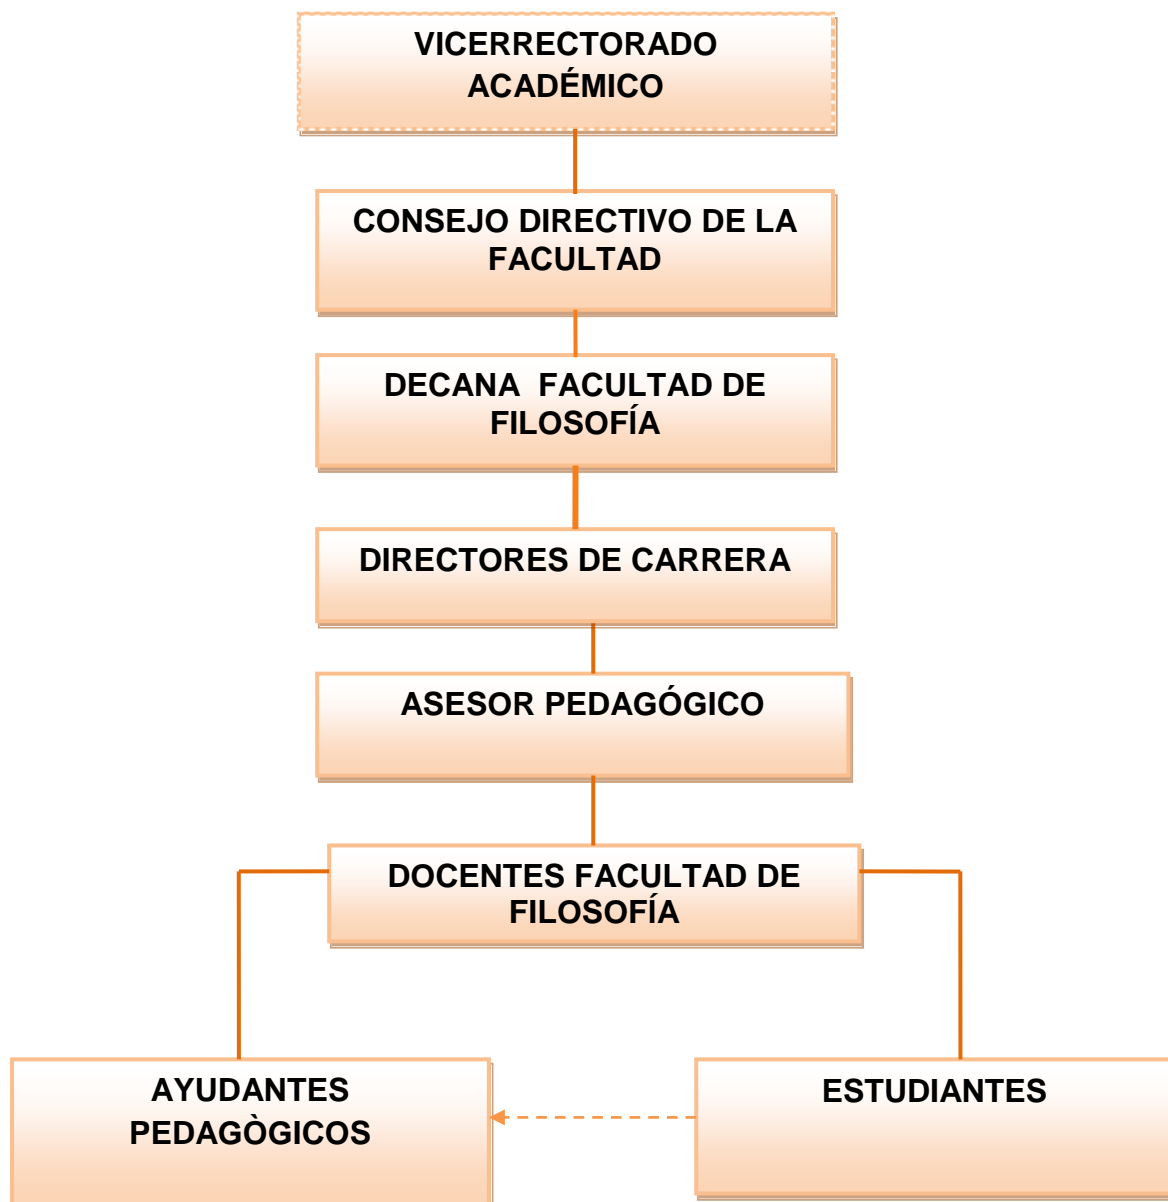 VICERRECTORADO
ACADÉMICO
CONSEJO DIRECTIVO DE LA
FACULTAD
DECANA  FACULTAD DE
FILOSOFÍA
DIRECTORES DE CARRERA
ASESOR PEDAGÓGICO
DOCENTES FACULTAD DE
FILOSOFÍA
AYUDANTES
PEDAGÒGICOS
ESTUDIANTES